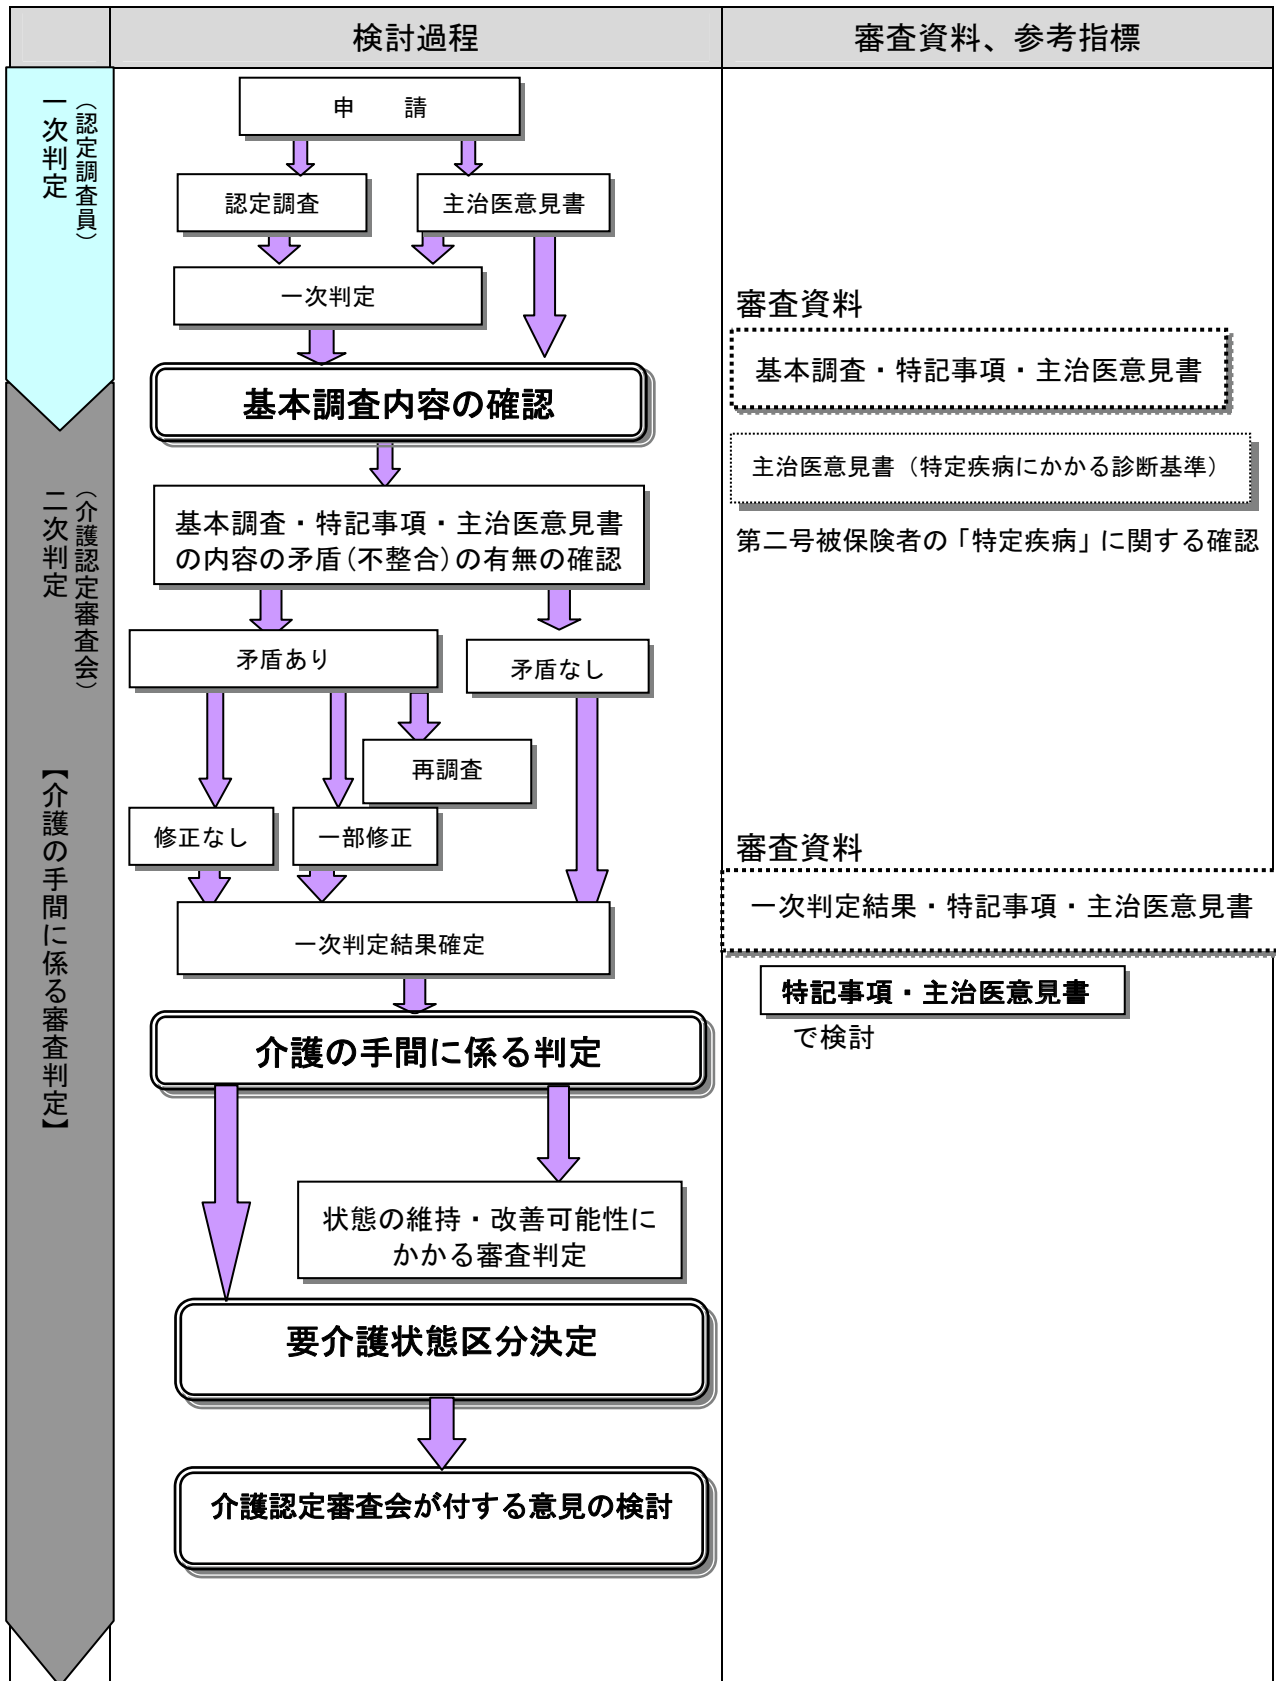 検討過程
審査資料、参考指標
一次判定
（認定調査員）
申　　請
認定調査
主治医意見書
一次判定
審査資料
基本調査・特記事項・主治医意見書
基本調査内容の確認
主治医意見書（特定疾病にかかる診断基準）
第二号被保険者の「特定疾病」に関する確認
二次判定
（介護認定審査会）
【介護の手間に係る審査判定】
基本調査・特記事項・主治医意見書
の内容の矛盾(不整合)の有無の確認
矛盾あり
矛盾なし
再調査
修正なし
一部修正
審査資料
一次判定結果・特記事項・主治医意見書
一次判定結果確定
特記事項・主治医意見書
で検討
介護の手間に係る判定
状態の維持・改善可能性に
かかる審査判定
要介護状態区分決定
介護認定審査会が付する意見の検討